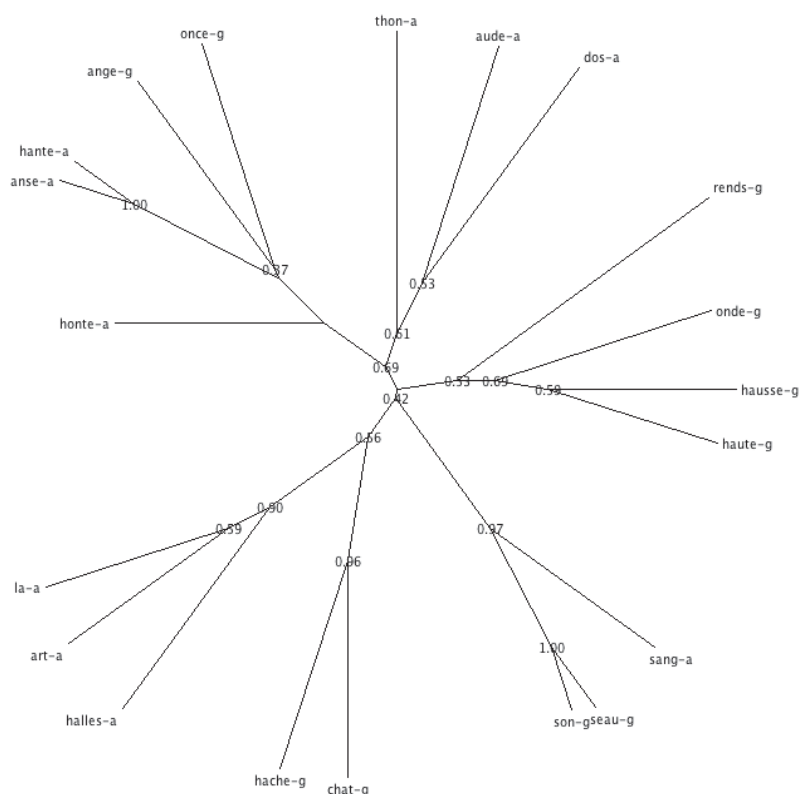 thon-a
once-g
aude-a
dos-a
ange-g
hante-a
anse-a
1.00
rends-g
0.37
0.53
onde-g
honte-a
0.51
0.69
0.53
0.69
0.59
hausse-g
0.42
haute-g
0.56
0.90
0.59
0.97
0.96
la-a
1.00
art-a
sang-a
halles-a
son-g
seau-g
hache-g
chat-g